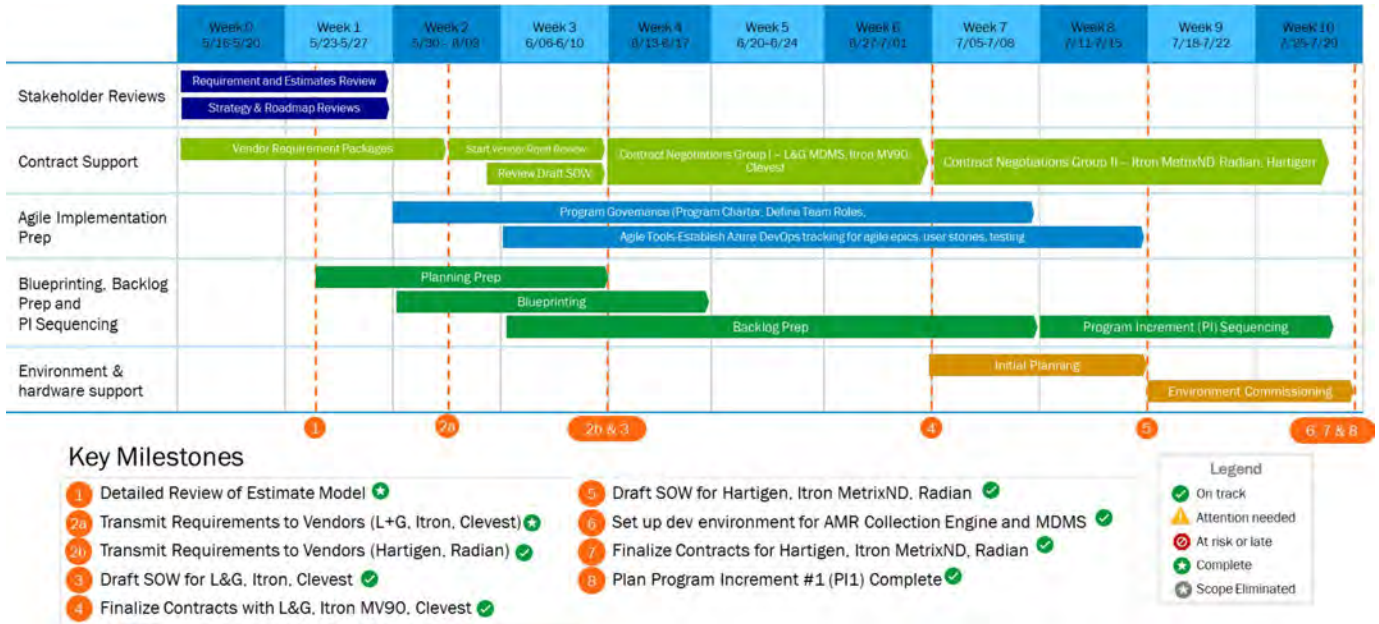 Week 0 Week 1 Week 2 Week 3 Week 4 Week 5 Week 6 Week 7 Week 8 Week 9 Week 10
5/16-5/20 5/23-5/27 5/30 - 6/03 6/06-6/10 6/13-6/17 6/20-6/24 6/27-7/01 7/05-7/08 7/11-7/15 7/18-7/22 7/25-7/29
Stakeholder Reviews
Requirement and Estimates Review
Strategy & Roadmap Reviews
Contract Support
Vendor Requirement Packages
Start Vendor Rqmt Review
Review Draft SOW
Contract Negotiations Group I – L&G MDMS, Itron MV90,
Clevest
Contract Negotiations Group II – Itron MetrixND, Radian, Hartigen
Agile Implementation
Prep
Program Governance (Program Charter, Define Team Roles,
Agile Tools-Establish Azure DevOps tracking for agile epics, user stories, testing
Blueprinting, Backlog
Prep and
PI Sequencing
Planning Prep
Blueprinting
Backlog Prep
Program Increment (PI) Sequencing
Environment &
hardware support
Initial Planning
Environment Commissioning
1 2a 2b & 3 4 5 6, 7 & 8
Key Milestones
1 Detailed Review of Estimate Model
2a Transmit Requirements to Vendors (L+G, Itron, Clevest)
2b Transmit Requirements to Vendors (Hartigen, Radian)
3 Draft SOW for L&G, Itron, Clevest
4 Finalize Contracts with L&G, Itron MV90, Clevest
5 Draft SOW for Hartigen, Itron MetrixND, Radian
6 Set up dev environment for AMR Collection Engine and MDMS
7 Finalize Contracts for Hartigen, Itron MetrixND, Radian
8 Plan Program Increment #1 (PI1) Complete
Legend
On track
Attention needed
At risk or late
Complete
Scope Eliminated